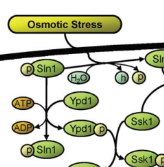 Osmotic Stress
p Sln1
Sln
H2O
h
p
ATP
Ypd1
Ssk1
ADP
Ypd1 p
p Sln1
Ssk1